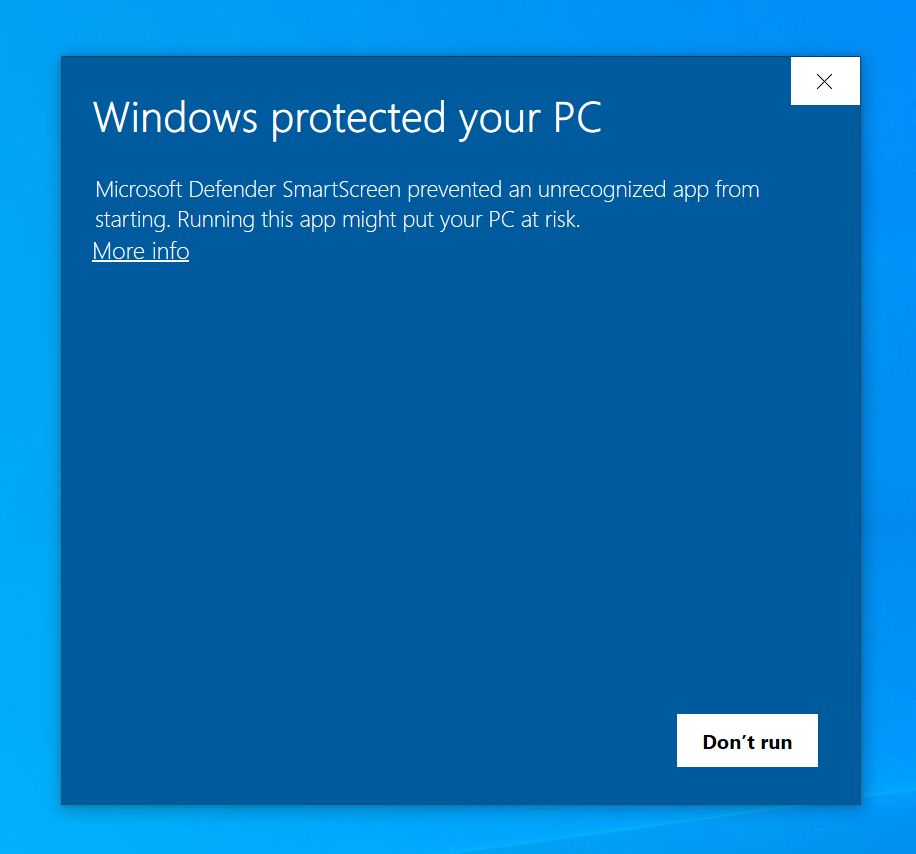 Windows protected your PC
Microsoft Defender SmartScreen prevented an unrecognized app from
starting. Running this app might put your PC at risk.
More info
Don’t run